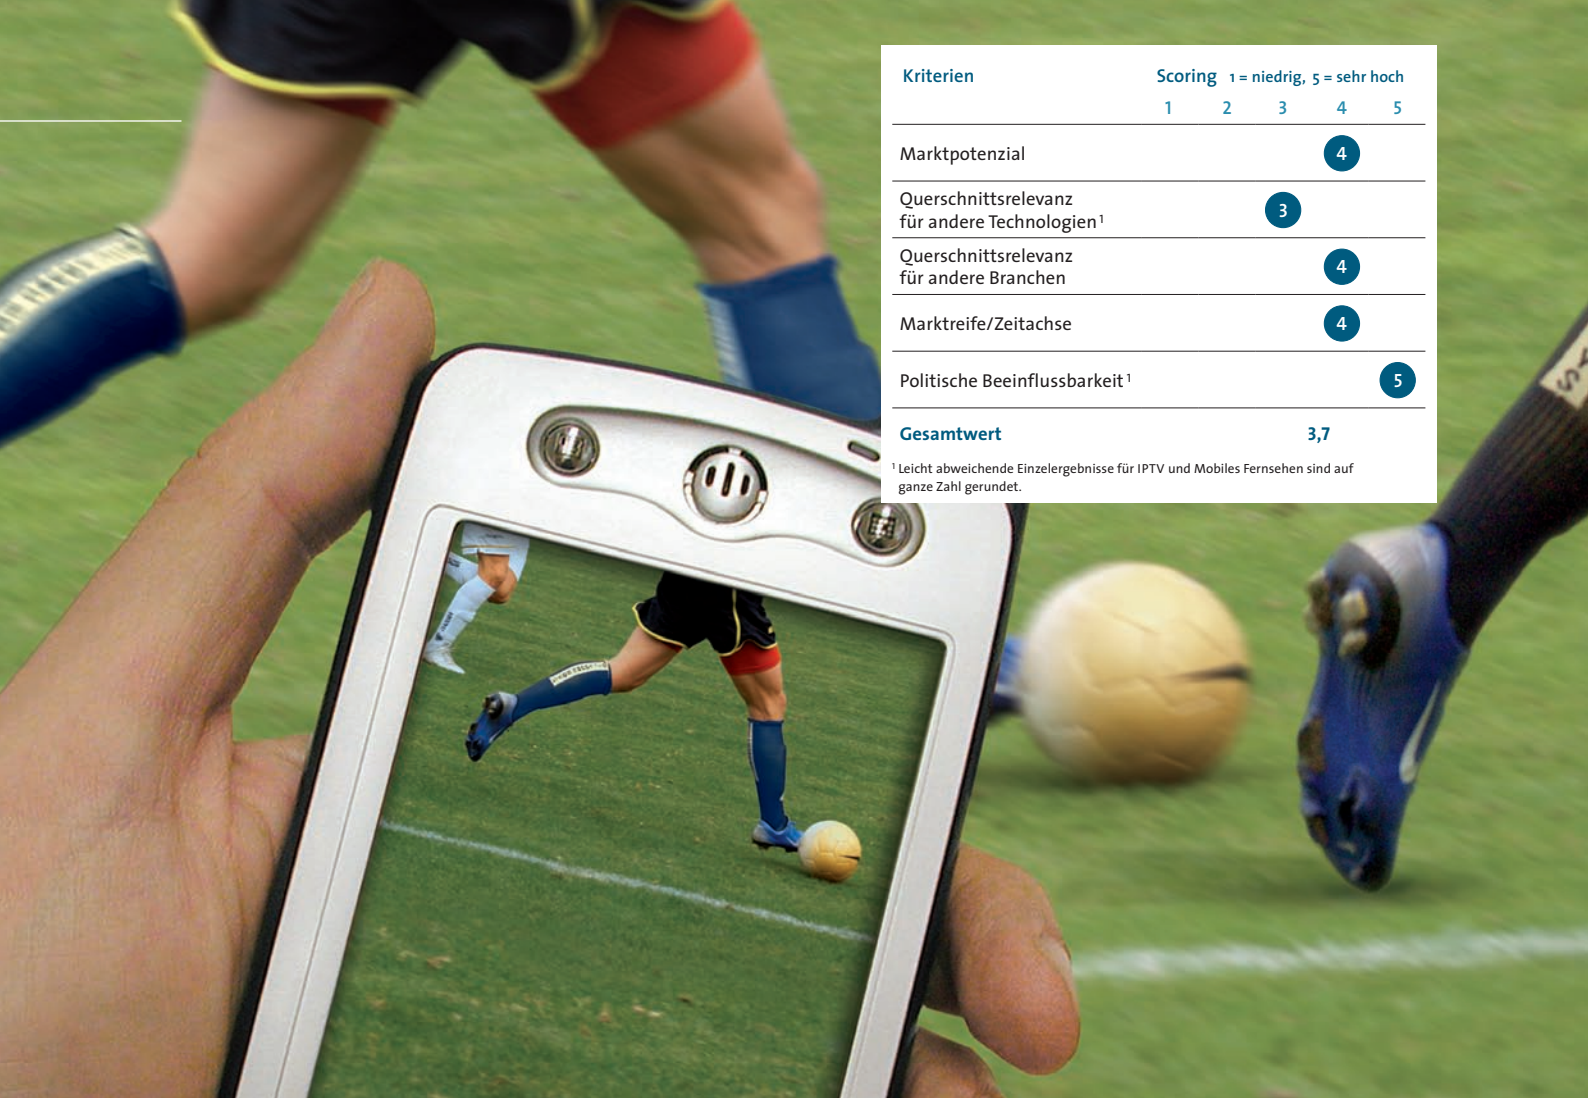 Kriterien Scoring 1 = niedrig, 5 = sehr hoch
1 2 3 4 5
Marktpotenzial 4
Querschnittsrelevanz
für andere Technologien¹ 3
Querschnittsrelevanz
für andere Branchen 4
Marktreife/Zeitachse 4
Politische Beeinflussbarkeit¹ 5
Gesamtwert 3,7
¹ Leicht abweichende Einzelergebnisse für IPTV und Mobiles Fernsehen sind auf
ganze Zahl gerundet.